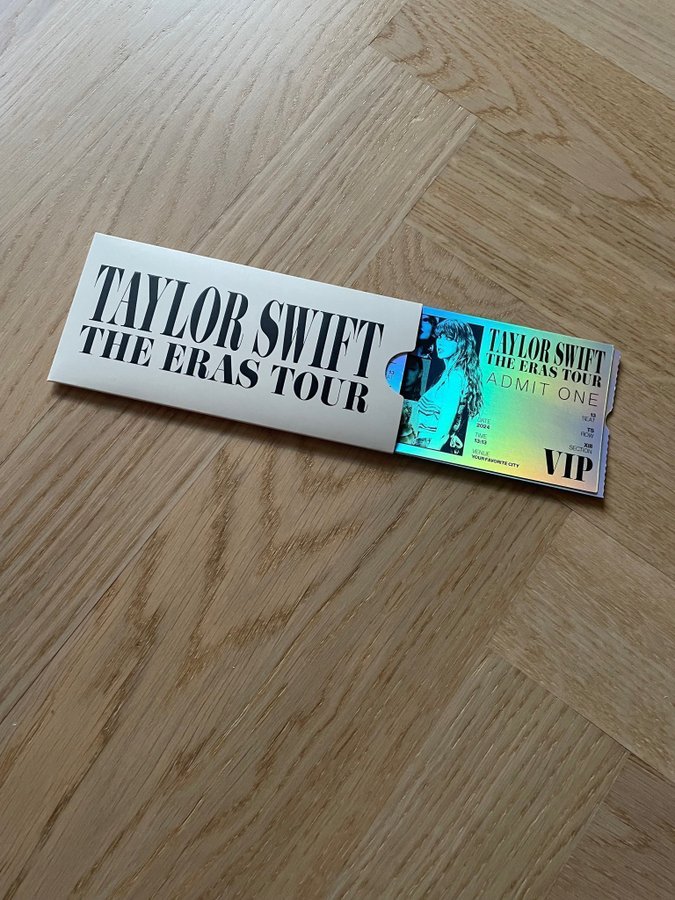 TAYLOR SWIFT
THE ERAS TOUR
TAYLOR SWIFT
THE ERAS TOUR
ADMIT ONE
DATE
2024
TIME
13:13
VENUE
YOUR FAVORITE CITY
13
SEAT
TS
ROW
XIII
SECTION
VIP